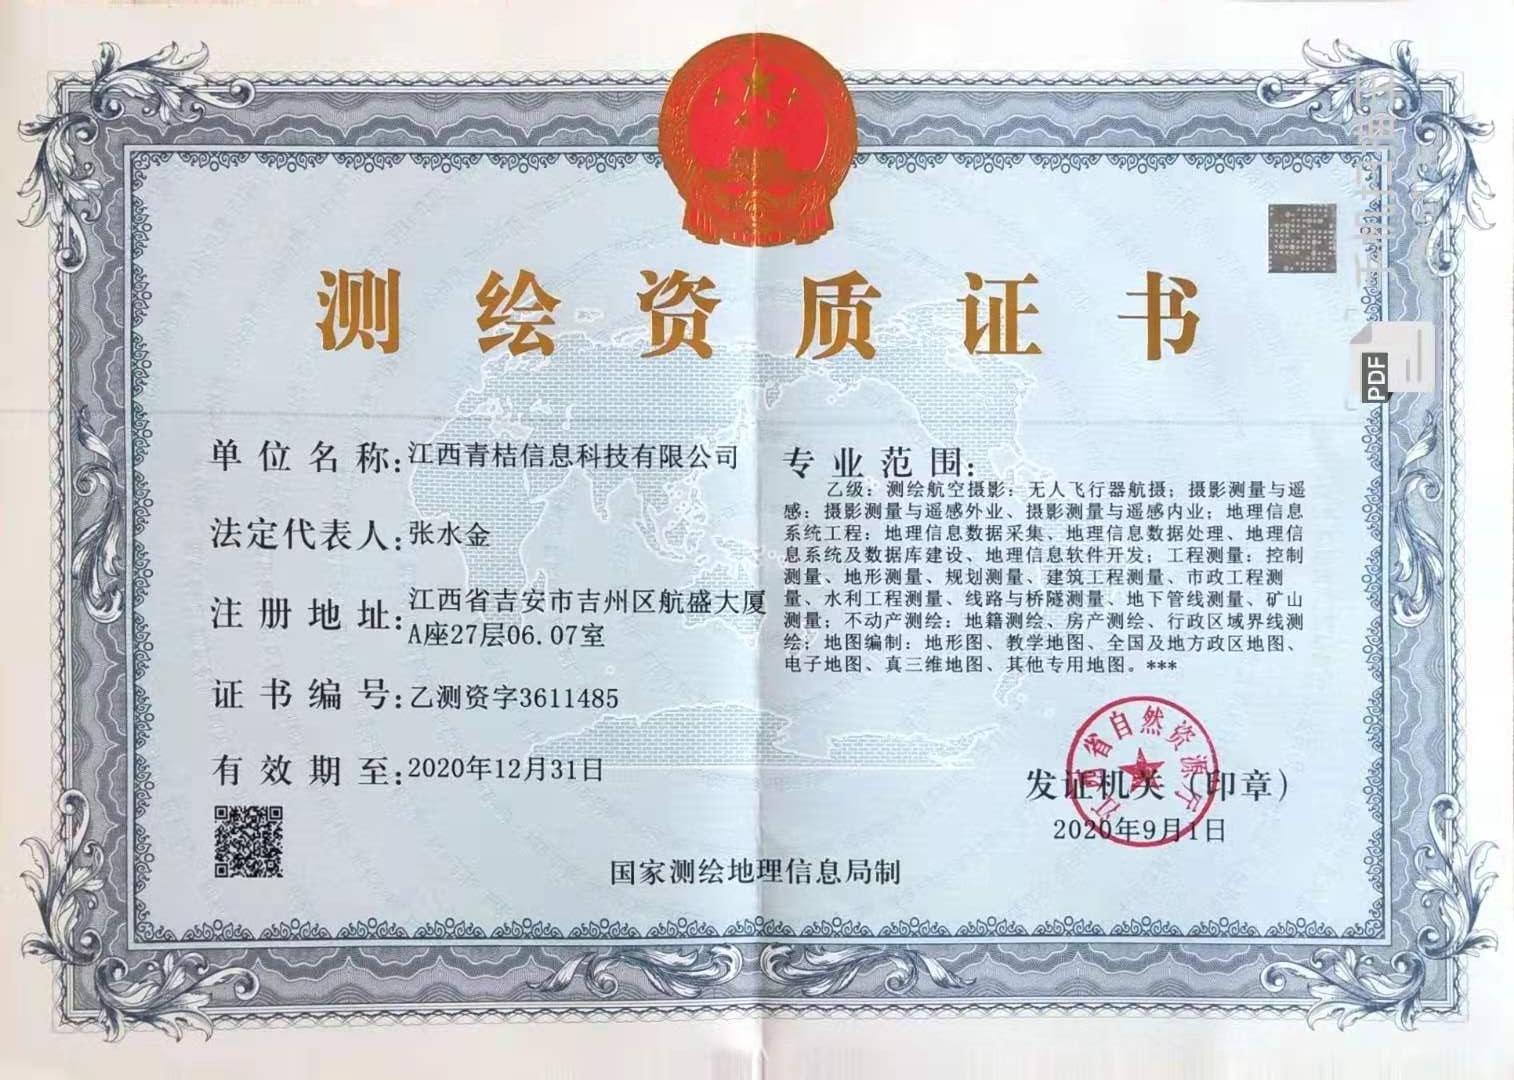 测绘资质证书
单位名称:江西青桔信息科技有限公司
法定代表人:张水金
注册地址:江西省吉安市吉州区航盛大厦
A座27层06.07室
证书编号:乙测资字3611485
有效期至:2020年12月31日
专业范围:
乙级:测绘航空摄影:无人飞行器航摄;摄影测量与遥
感:摄影测量与遥感外业、摄影测量与遥感内业;地理信息
系统工程:地理信息数据采集、地理信息数据处理、地理信
息系统及数据库建设、地理信息软件开发;工程测量:控制
测量、地形测量、规划测量、建筑工程测量、市政工程测
量、水利工程测量、线路与桥隧测量、地下管线测量、矿山
测量;不动产测绘:地籍测绘、房产测绘、行政区域界线测
绘;地图编制:地形图、教学地图、全国及地方政区地图、
电子地图、真三维地图、其他专用地图。***
江西省自然资源厅
发证机关(印章)
2020年9月1日
国家测绘地理信息局制
PDF